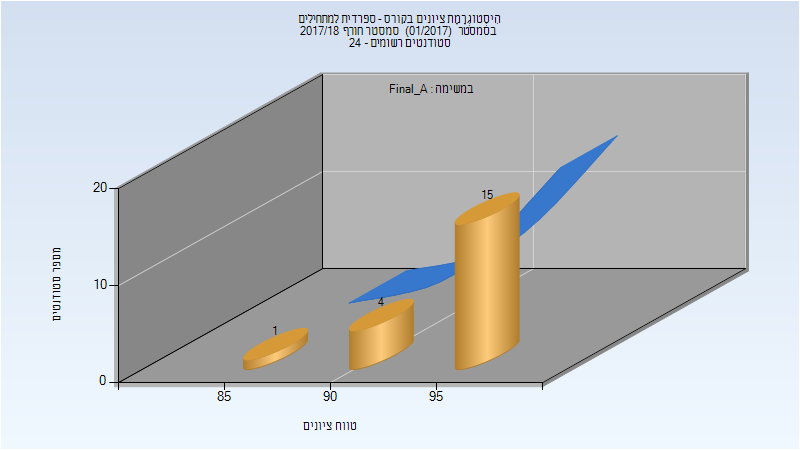 היסטוגרמת ציונים בקורס - ספרדית למתחילים
בסמסטר (01/2017) סמסטר חורף 2017/18
סטודנטים רשומים - 24
במשימה : Final_A
20
10
0
15
4
1
85
90
95
מספר סטודנטים
טווח ציונים